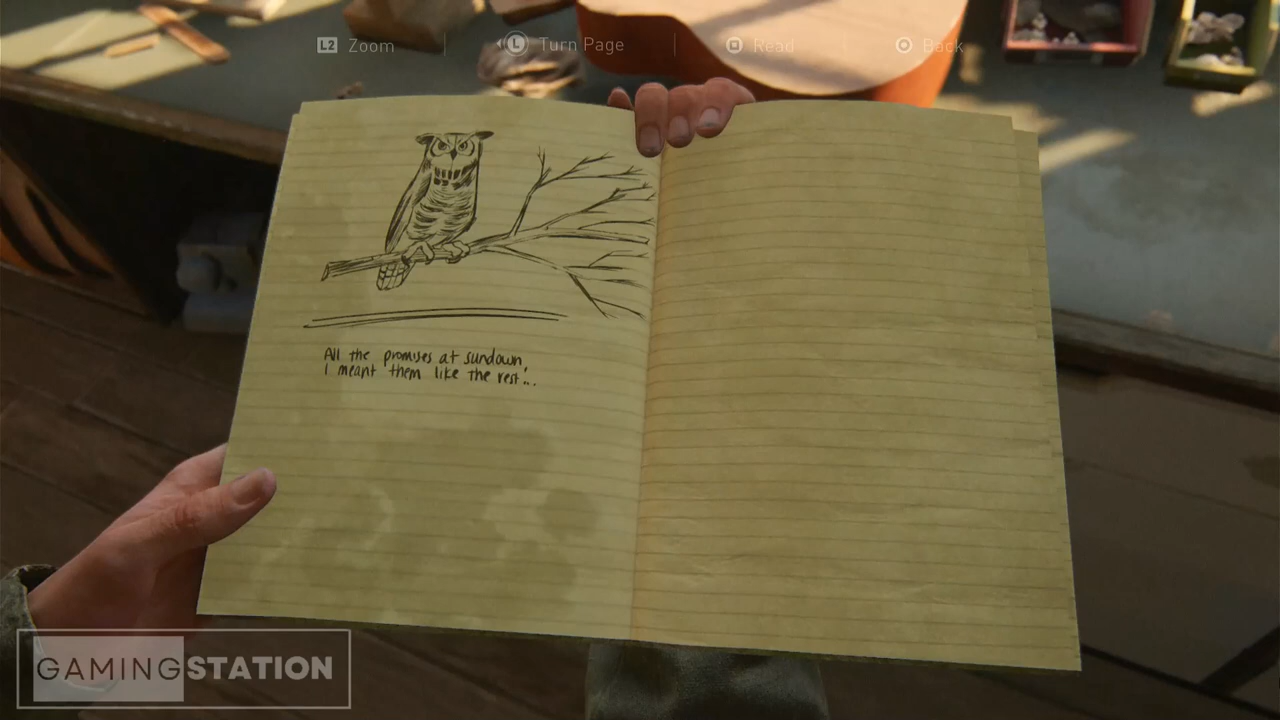 L2 Zoom
L Turn Page
Read
Back
All the promises at sundown,
I meant them like the rest...
GAMINGSTATION